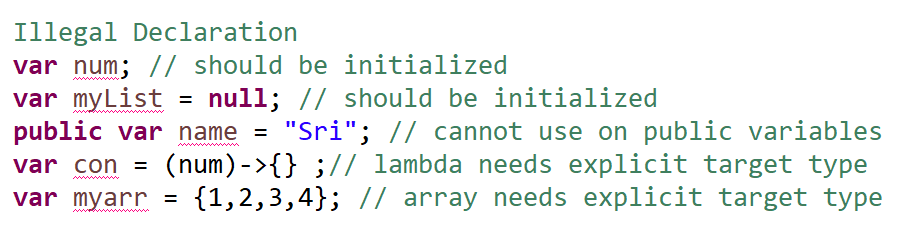 Illegal Declaration
var num; // should be initialized
var myList = null; // should be initialized
public var name = "Sri"; // cannot use on public variables
var con = (num)->{} ;// lambda needs explicit target type
var myarr = {1,2,3,4}; // array needs explicit target type